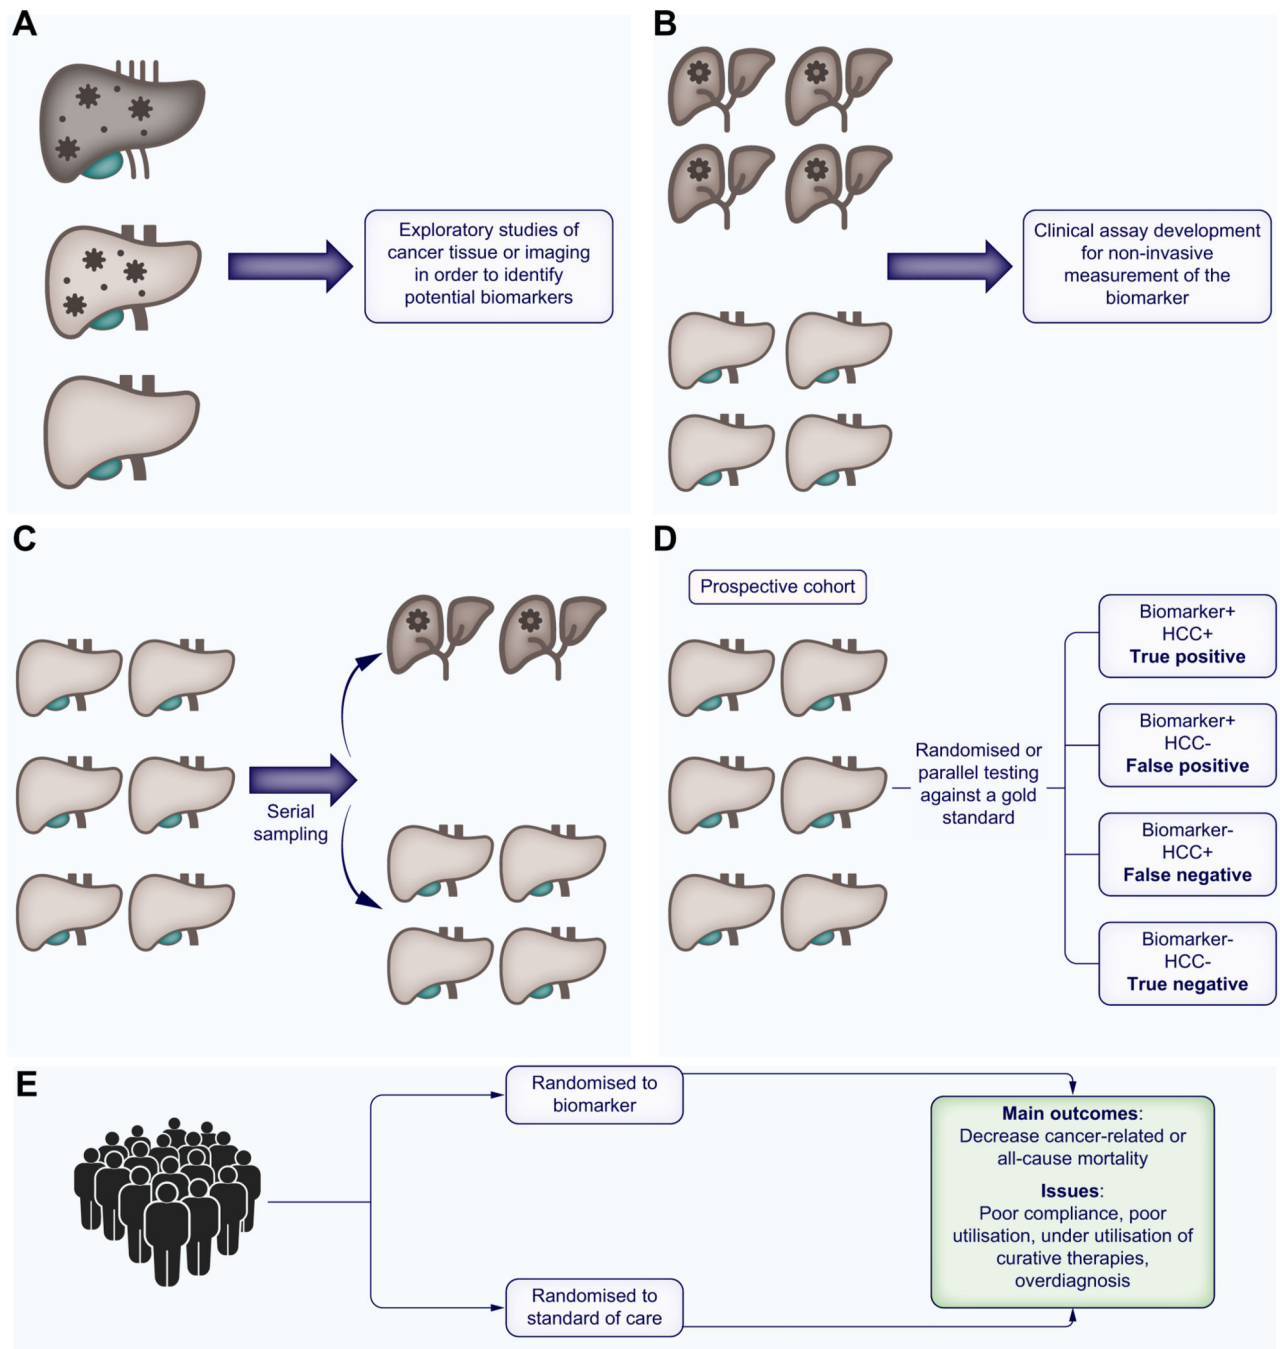 A
Exploratory studies of
cancer tissue or imaging
in order to identify
potential biomarkers
B
Clinical assay development
for non-invasive
measurement of the
biomarker
C
Serial
sampling
D
Prospective cohort
Randomised or
parallel testing
against a gold
standard
Biomarker+
HCC+
True positive
Biomarker+
HCC-
False positive
Biomarker-
HCC+
False negative
Biomarker-
HCC-
True negative
E
Randomised to
biomarker
Randomised to
standard of care
Main outcomes:
Decrease cancer-related or
all-cause mortality
Issues:
Poor compliance, poor
utilisation, under utilisation of
curative therapies,
overdiagnosis